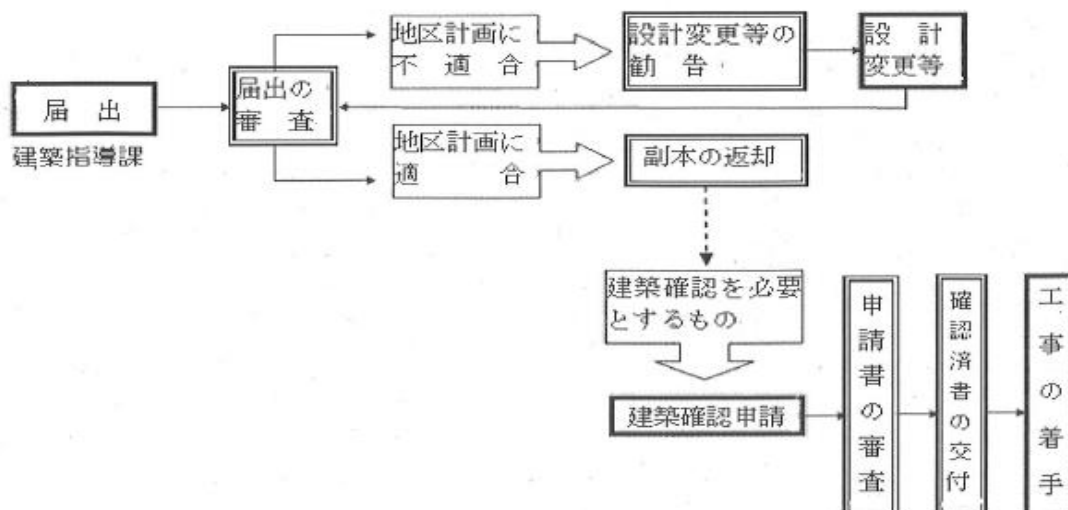 届出
建築指導課
届出の
審査
地区計画に
不適合
設計変更等の
勧告
設計
変更等
地区計画に
適合
副本の返却
建築確認を必要
とするもの
建築確認申請
申請書の審査
確認済書の交付
工事の着手